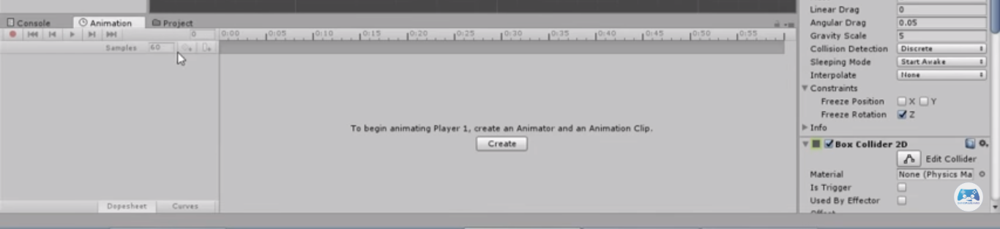 Console Animation Project
Linear Drag 0
Angular Drag 0.05
0 0:00 0:05 0:10 0:15 0:20 0:25 0:30 0:35 0:40 0:45 0:50 0:55
Gravity Scale 5
Samples 60
Collision Detection Discrete
Sleeping Mode Start Awake
Interpolate None
Constraints
Freeze Position X Y
Freeze Rotation Z
To begin animating Player 1, create an Animator and an Animation Clip.
Info
Create
Box Collider 2D
Edit Collider
Material None (Physics Ma
Is Trigger
Used By Effector
Dopesheet Curves